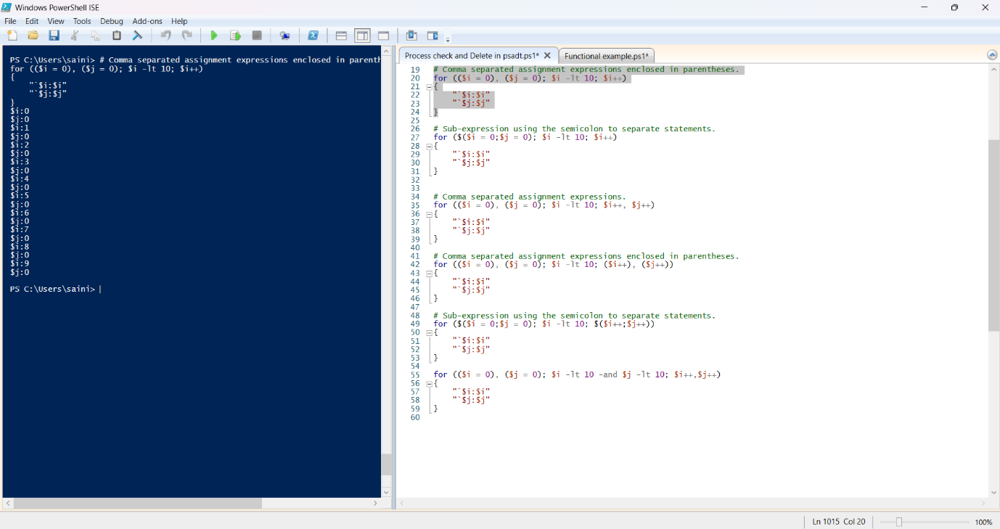 Windows PowerShell ISE
File Edit View Tools Debug Add-ons Help
PS C:\Users\saini> # Comma separated assignment expressions enclosed in parenth
for (($i = 0), ($j = 0); $i -lt 10; $i++)
{
"`$i:$i"
"`$j:$j"
}
$i:0
$j:0
$i:1
$j:0
$i:2
$j:0
$i:3
$j:0
$i:4
$j:0
$i:5
$j:0
$i:6
$j:0
$i:7
$j:0
$i:8
$j:0
$i:9
$j:0
PS C:\Users\saini>
Process check and Delete in psadt.ps1* Functional example.ps1*
19 # Comma separated assignment expressions enclosed in parentheses.
20 for (($i = 0), ($j = 0); $i -lt 10; $i++)
21 {
22 "`$i:$i"
23 "`$j:$j"
24 }
25
26 # Sub-expression using the semicolon to separate statements.
27 for ($($i = 0;$j = 0); $i -lt 10; $i++)
28 {
29 "`$i:$i"
30 "`$j:$j"
31 }
32
33
34 # Comma separated assignment expressions.
35 for (($i = 0), ($j = 0); $i -lt 10; $i++, $j++)
36 {
37 "`$i:$i"
38 "`$j:$j"
39 }
40
41 # Comma separated assignment expressions enclosed in parentheses.
42 for (($i = 0), ($j = 0); $i -lt 10; ($i++), ($j++))
43 {
44 "`$i:$i"
45 "`$j:$j"
46 }
47
48 # Sub-expression using the semicolon to separate statements.
49 for ($($i = 0;$j = 0); $i -lt 10; $($i++;$j++))
50 {
51 "`$i:$i"
52 "`$j:$j"
53 }
54
55 for (($i = 0), ($j = 0); $i -lt 10 -and $j -lt 10; $i++,$j++)
56 {
57 "`$i:$i"
58 "`$j:$j"
59 }
60
Ln 1015 Col 20 100%